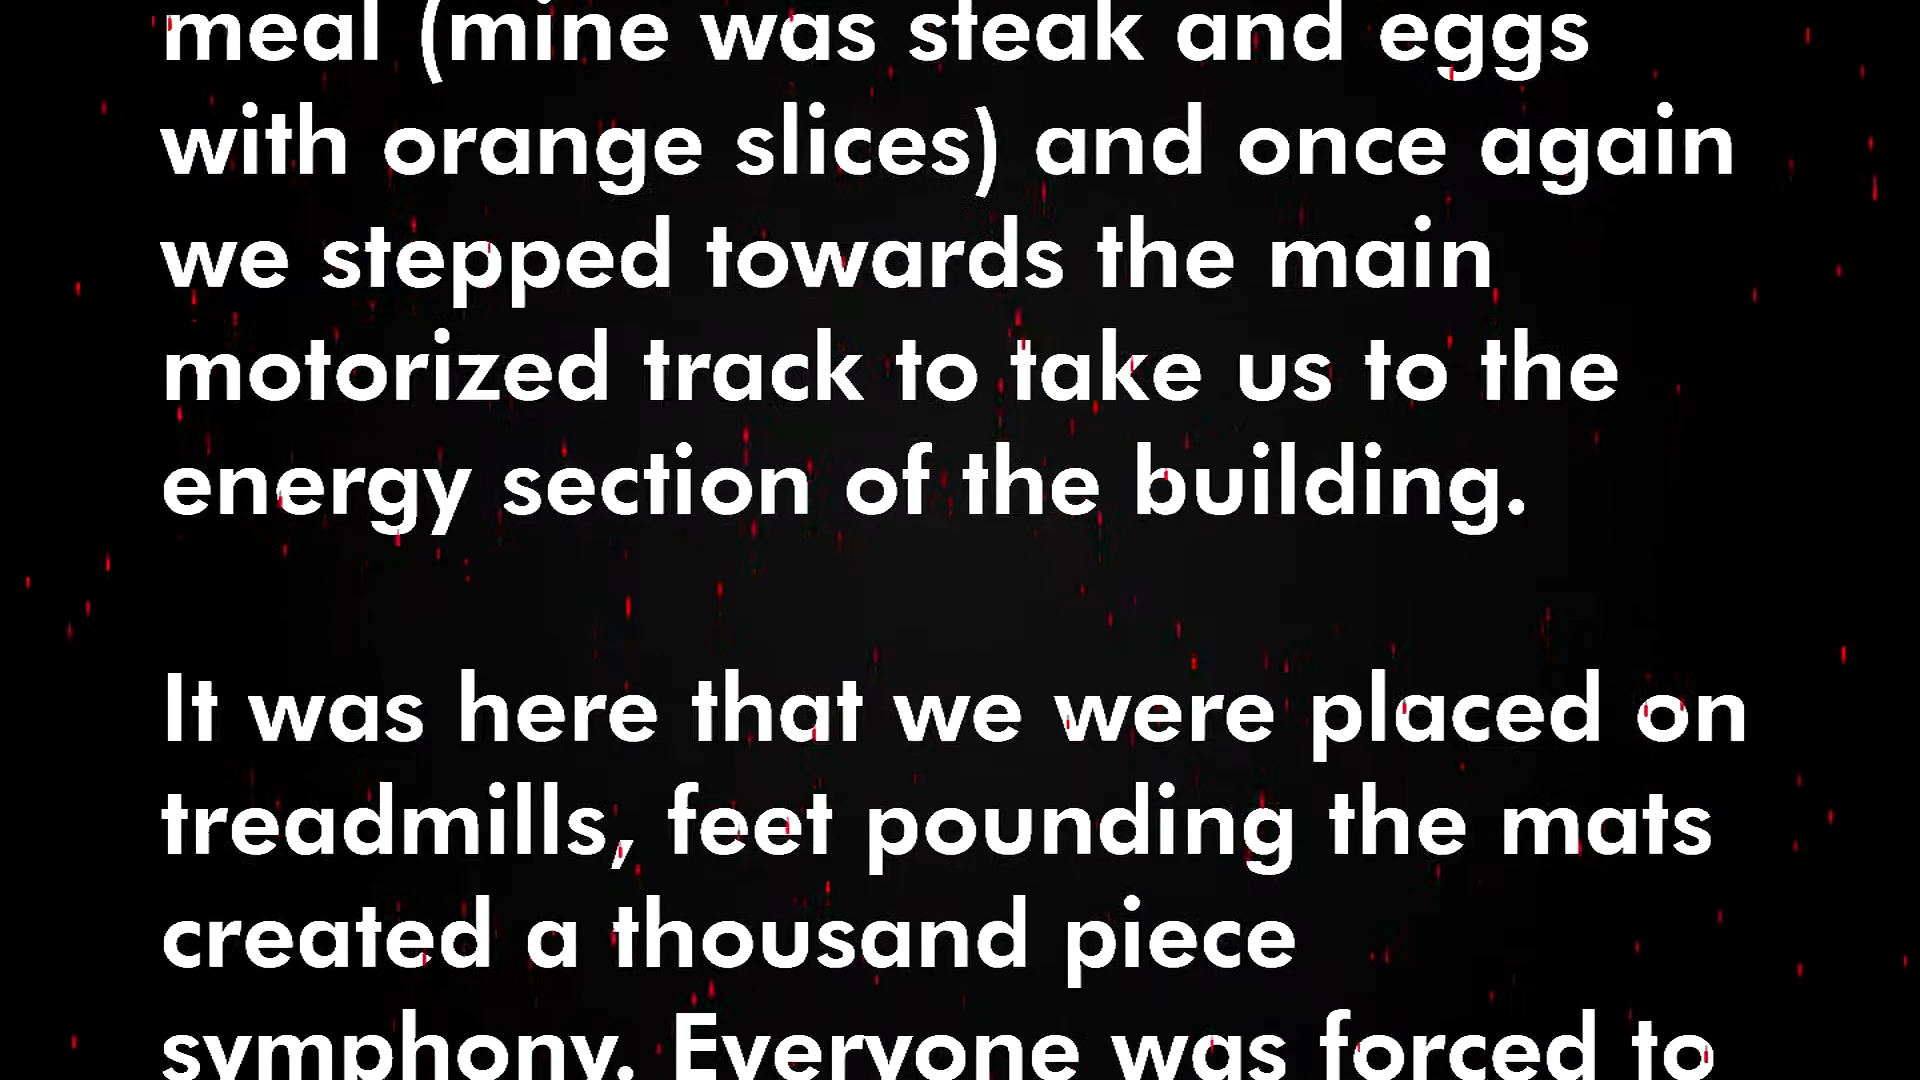 meal (mine was steak and eggs
with orange slices) and once again
we stepped towards the main
motorized track to take us to the
energy section of the building.
It was here that we were placed on
treadmills, feet pounding the mats
created a thousand piece
symphony. Everyone was forced to